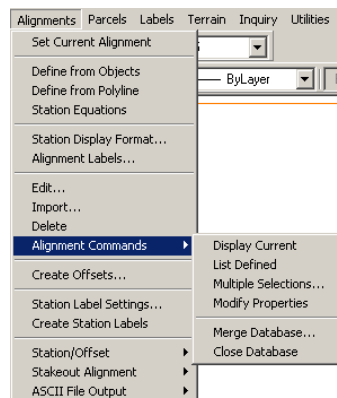 Alignments Parcels Labels Terrain Inquiry Utilities
Set Current Alignment
ByLayer
Define from Objects
Define from Polyline
Station Equations
Station Display Format...
Alignment Labels...
Edit...
Import...
Delete
Alignment Commands
Display Current
List Defined
Multiple Selections...
Modify Properties
Merge Database...
Close Database
Create Offsets...
Station Label Settings...
Create Station Labels
Station/Offset
Stakeout Alignment
ASCII File Output